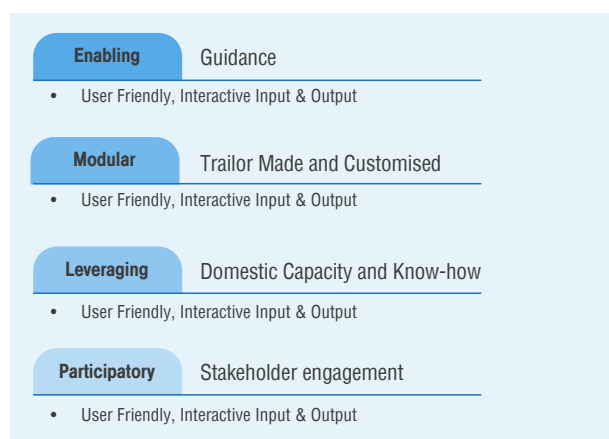 Enabling Guidance
• User Friendly, Interactive Input & Output
Modular Trailor Made and Customised
• User Friendly, Interactive Input & Output
Leveraging Domestic Capacity and Know-how
• User Friendly, Interactive Input & Output
Participatory Stakeholder engagement
• User Friendly, Interactive Input & Output